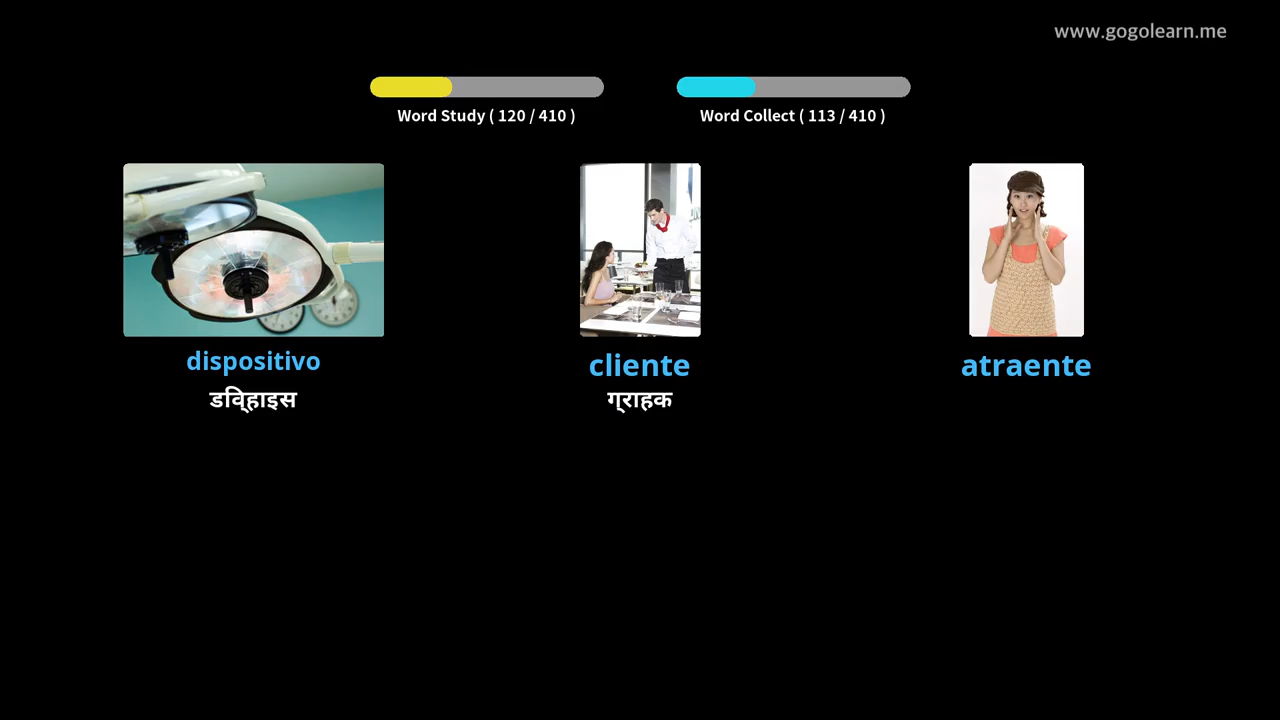 www.gogolearn.me
Word Study ( 120 / 410 )
Word Collect ( 113 / 410 )
dispositivo
cliente
atraente
डिव्हाइस
ग्राहक